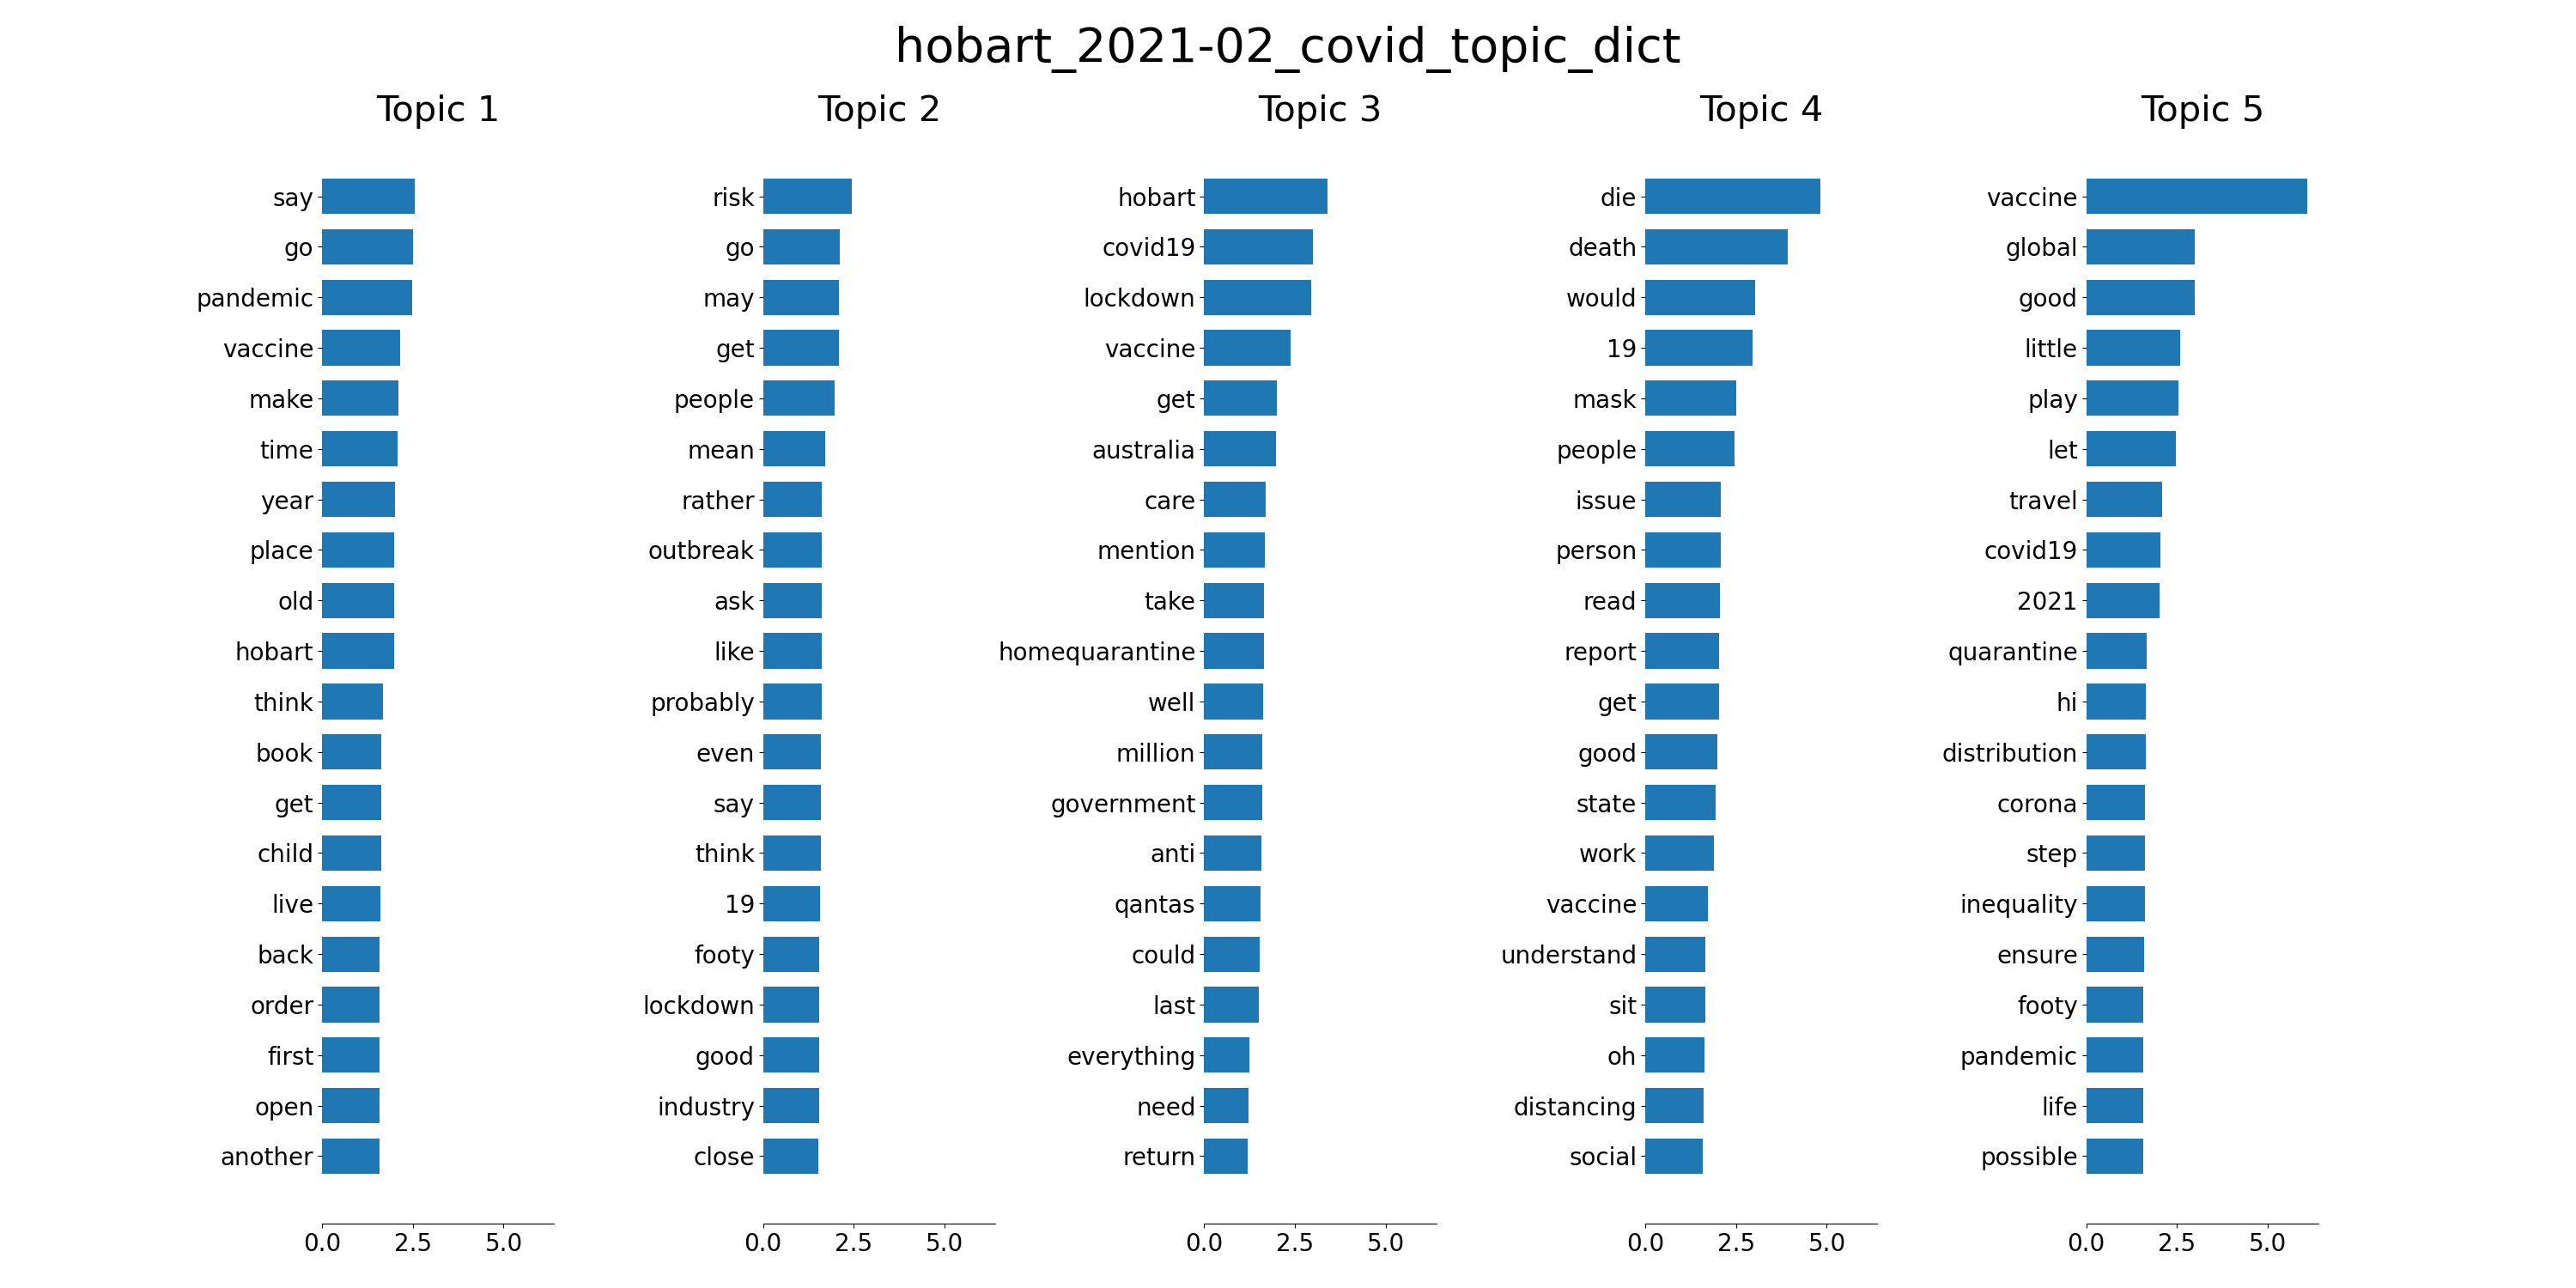 hobart_2021-02_covid_topic_dict
Topic 1
say
go
pandemic
vaccine
make
time
year
place
old
hobart
think
book
get
child
live
back
order
first
open
another
0.0 2.5 5.0
Topic 2
risk
go
may
get
people
mean
rather
outbreak
ask
like
probably
even
say
think
19
footy
lockdown
good
industry
close
0.0 2.5 5.0
Topic 3
hobart
covid19
lockdown
vaccine
get
australia
care
mention
take
homequarantine
well
million
government
anti
qantas
could
last
everything
need
return
0.0 2.5 5.0
Topic 4
die
death
would
19
mask
people
issue
person
read
report
get
good
state
work
vaccine
understand
sit
oh
distancing
social
0.0 2.5 5.0
Topic 5
vaccine
global
good
little
play
let
travel
covid19
2021
quarantine
hi
distribution
corona
step
inequality
ensure
footy
pandemic
life
possible
0.0 2.5 5.0